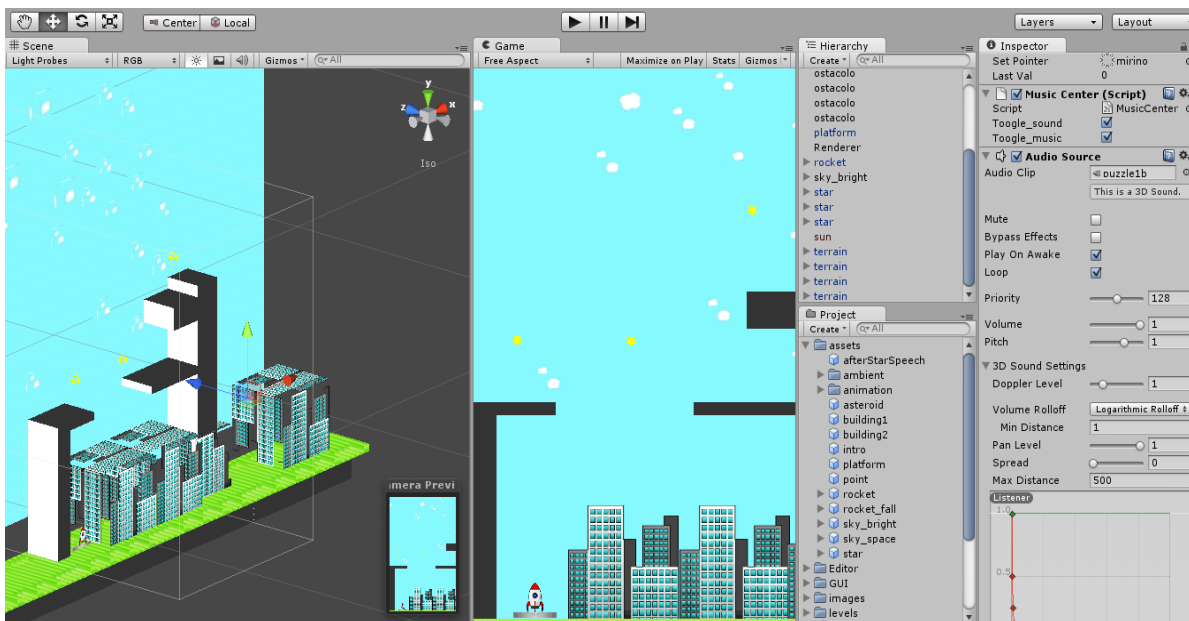 Center Local Layers Layout
# Scene
Light Probes RGB Gizmos All
y
z x
Iso
mera Previ
Game
Free Aspect Maximize on Play Stats Gizmos
Hierarchy
Create All
ostacolo
ostacolo
ostacolo
ostacolo
platform
Renderer
rocket
sky_bright
star
star
star
sun
terrain
terrain
terrain
terrain
Project
Create All
assets
afterStarSpeech
ambient
animation
asteroid
building1
building2
intro
platform
point
rocket
rocket_fall
sky_bright
sky_space
star
Editor
GUI
images
levels
Inspector
Set Pointer mirino
Last Val 0
Music Center (Script)
Script MusicCenter
Toogle_sound
Toogle_music
Audio Source
Audio Clip puzzle1b
This is a 3D Sound.
Mute
Bypass Effects
Play On Awake
Loop
Priority 128
Volume 1
Pitch 1
3D Sound Settings
Doppler Level 1
Volume Rolloff Logarithmic Rolloff
Min Distance 1
Pan Level 1
Spread 0
Max Distance 500
Listener
1.0
0.5